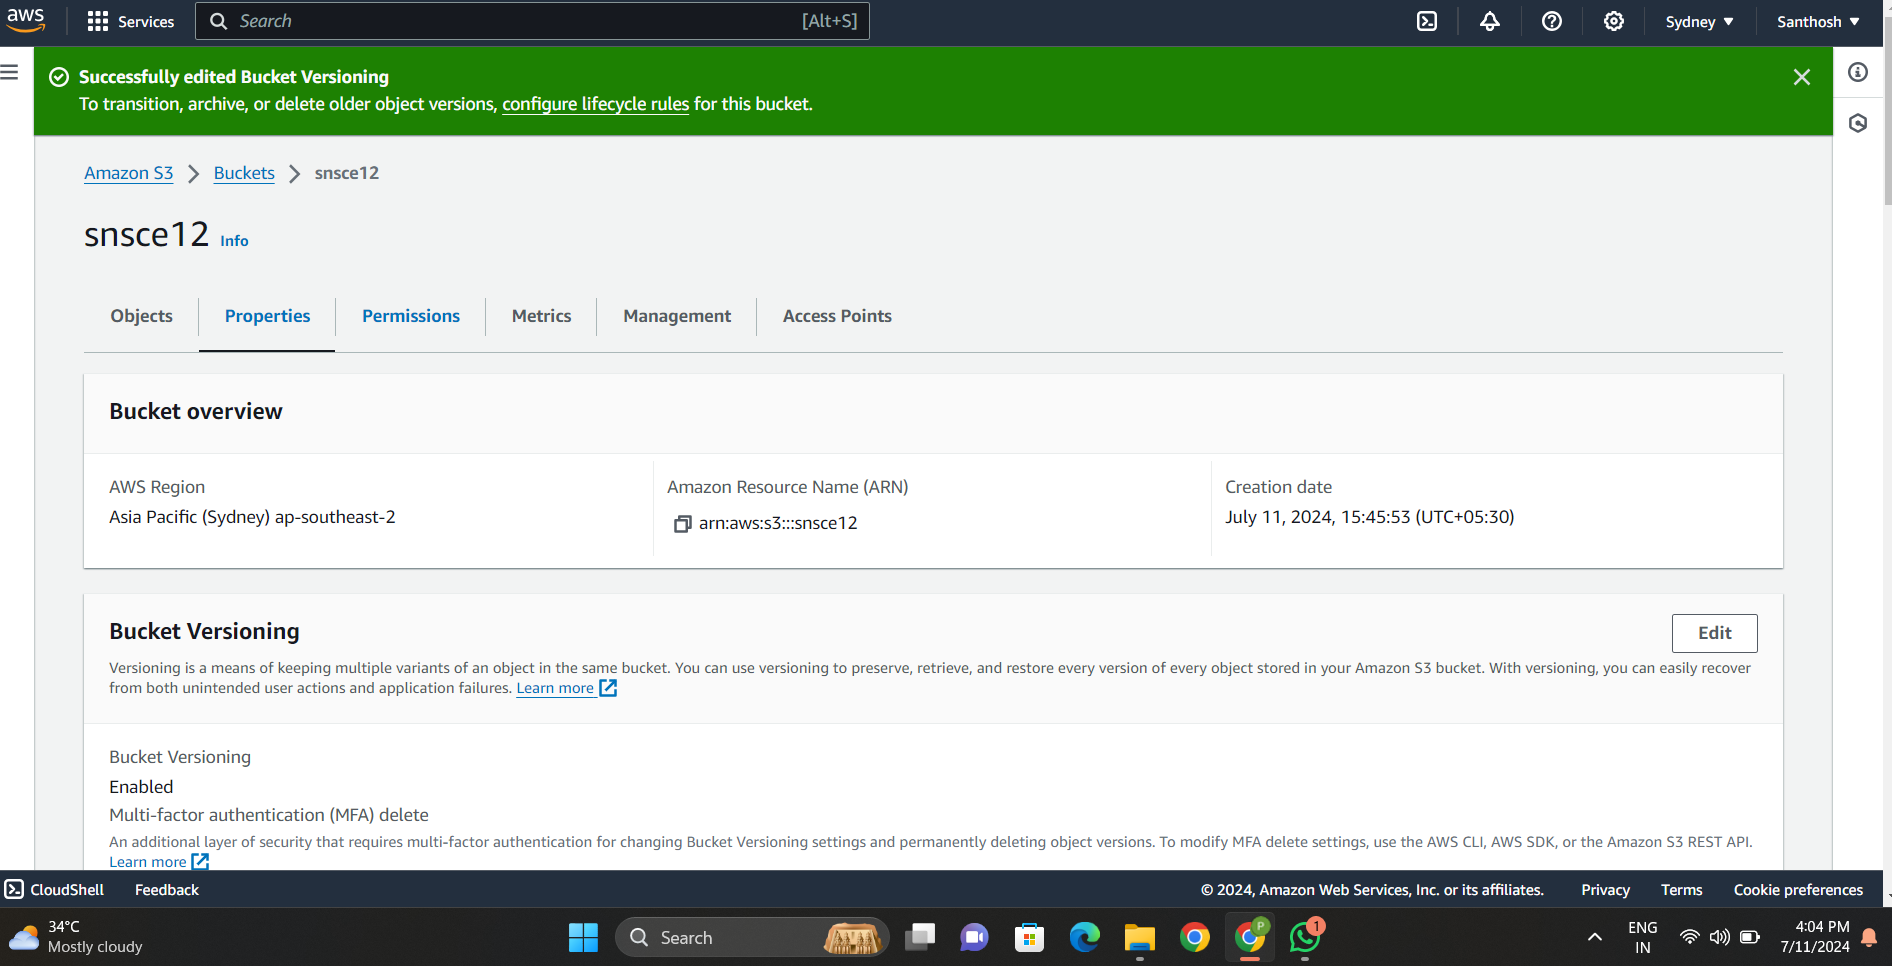 aws
Services
Search
[Alt+S]
Sydney
Santhosh
Successfully edited Bucket Versioning
To transition, archive, or delete older object versions, configure lifecycle rules for this bucket.
Amazon S3
Buckets
snsce12
snsce12 Info
Objects
Properties
Permissions
Metrics
Management
Access Points
Bucket overview
AWS Region
Asia Pacific (Sydney) ap-southeast-2
Amazon Resource Name (ARN)
arn:aws:s3:::snsce12
Creation date
July 11, 2024, 15:45:53 (UTC+05:30)
Bucket Versioning
Edit
Versioning is a means of keeping multiple variants of an object in the same bucket. You can use versioning to preserve, retrieve, and restore every version of every object stored in your Amazon S3 bucket. With versioning, you can easily recover
from both unintended user actions and application failures. Learn more
Bucket Versioning
Enabled
Multi-factor authentication (MFA) delete
An additional layer of security that requires multi-factor authentication for changing Bucket Versioning settings and permanently deleting object versions. To modify MFA delete settings, use the AWS CLI, AWS SDK, or the Amazon S3 REST API.
Learn more
CloudShell
Feedback
© 2024, Amazon Web Services, Inc. or its affiliates.
Privacy
Terms
Cookie preferences
34°C
Mostly cloudy
Search
P
1
ENG
IN
4:04 PM
7/11/2024